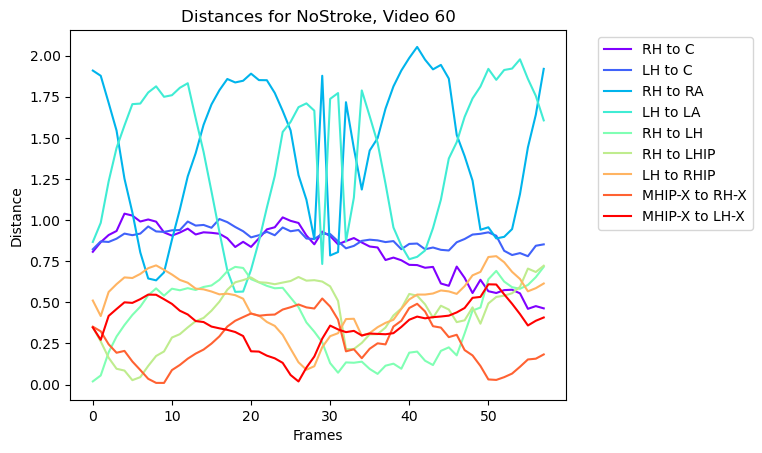 Distances for NoStroke, Video 60
Distance
2.00
1.75
1.50
1.25
1.00
0.75
0.50
0.25
0.00
0
10
20
30
40
50
Frames
RH to C
LH to C
RH to RA
LH to LA
RH to LH
RH to LHIP
LH to RHIP
MHIP-X to RH-X
MHIP-X to LH-X